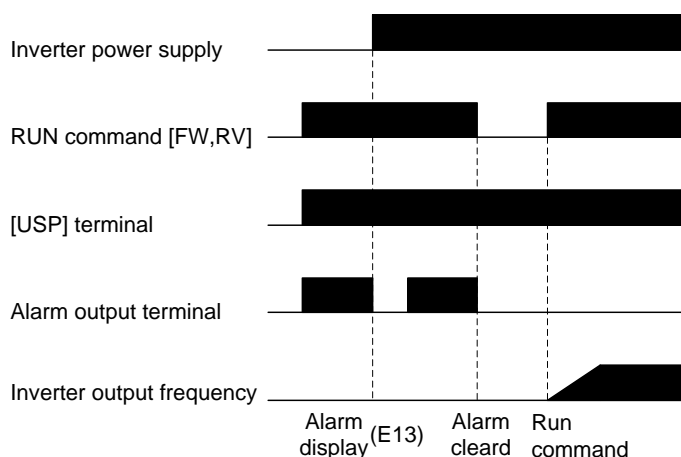 Inverter power supply
RUN command [FW,RV]
[USP] terminal
Alarm output terminal
Inverter output frequency
Alarm
display
(E13)
Alarm
cleard
Run
command